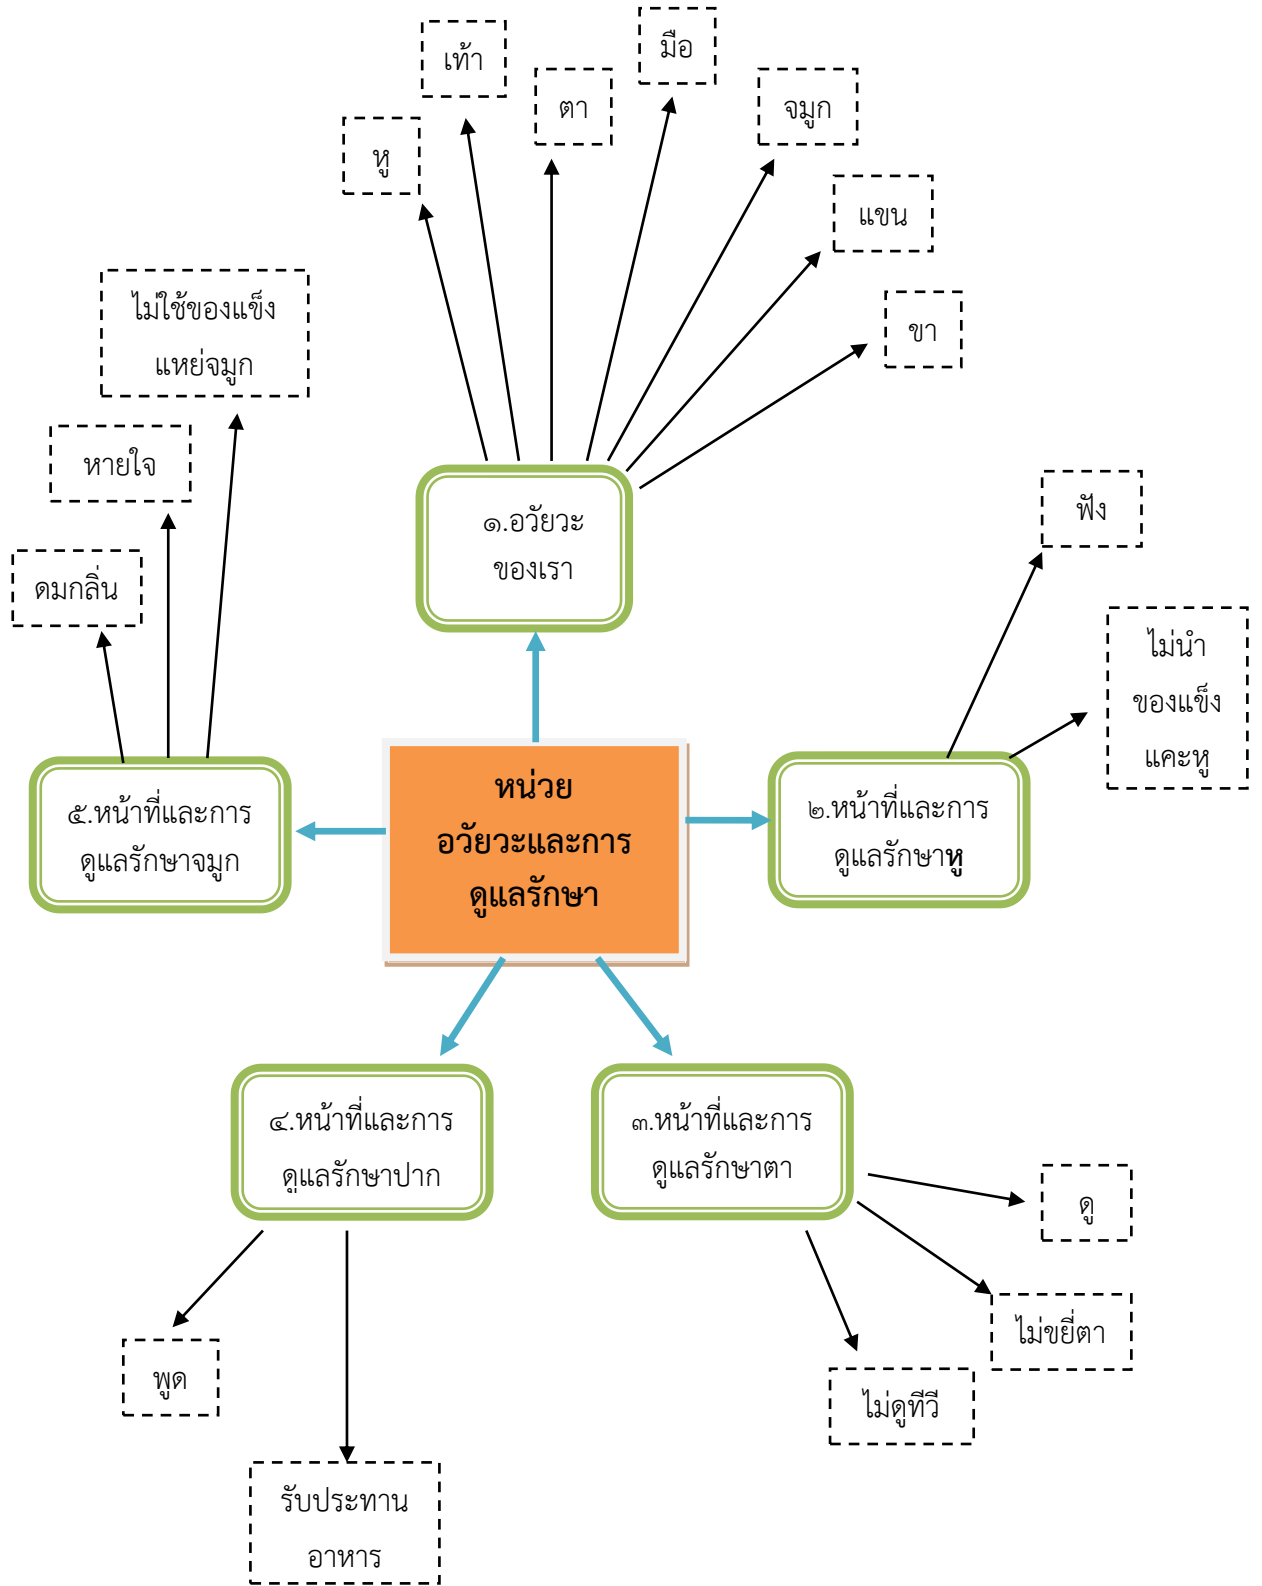 มือ
เท้า
ตา
จมูก
หู
แขน
ขา
ไม่ใช้ของแข็ง
แหย่จมูก
หายใจ
ดมกลิ่น
๑.อวัยวะ
ของเรา
ฟัง
ไม่นำ
ของแข็ง
แคะหู
๕.หน้าที่และการ
ดูแลรักษาจมูก
หน่วย
อวัยวะและการ
ดูแลรักษา
๒.หน้าที่และการ
ดูแลรักษาหู
๔.หน้าที่และการ
ดูแลรักษาปาก
๓.หน้าที่และการ
ดูแลรักษาตา
ดู
ไม่ขยี่ตา
ไม่ดูทีวี
พูด
รับประทาน
อาหาร